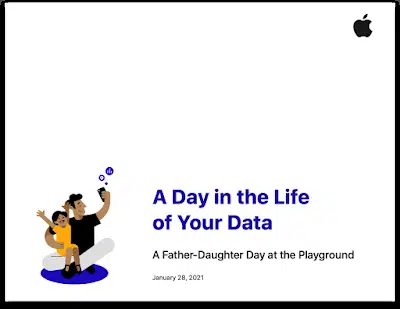 A Day in the Life
of Your Data
A Father-Daughter Day at the Playground
January 28, 2021